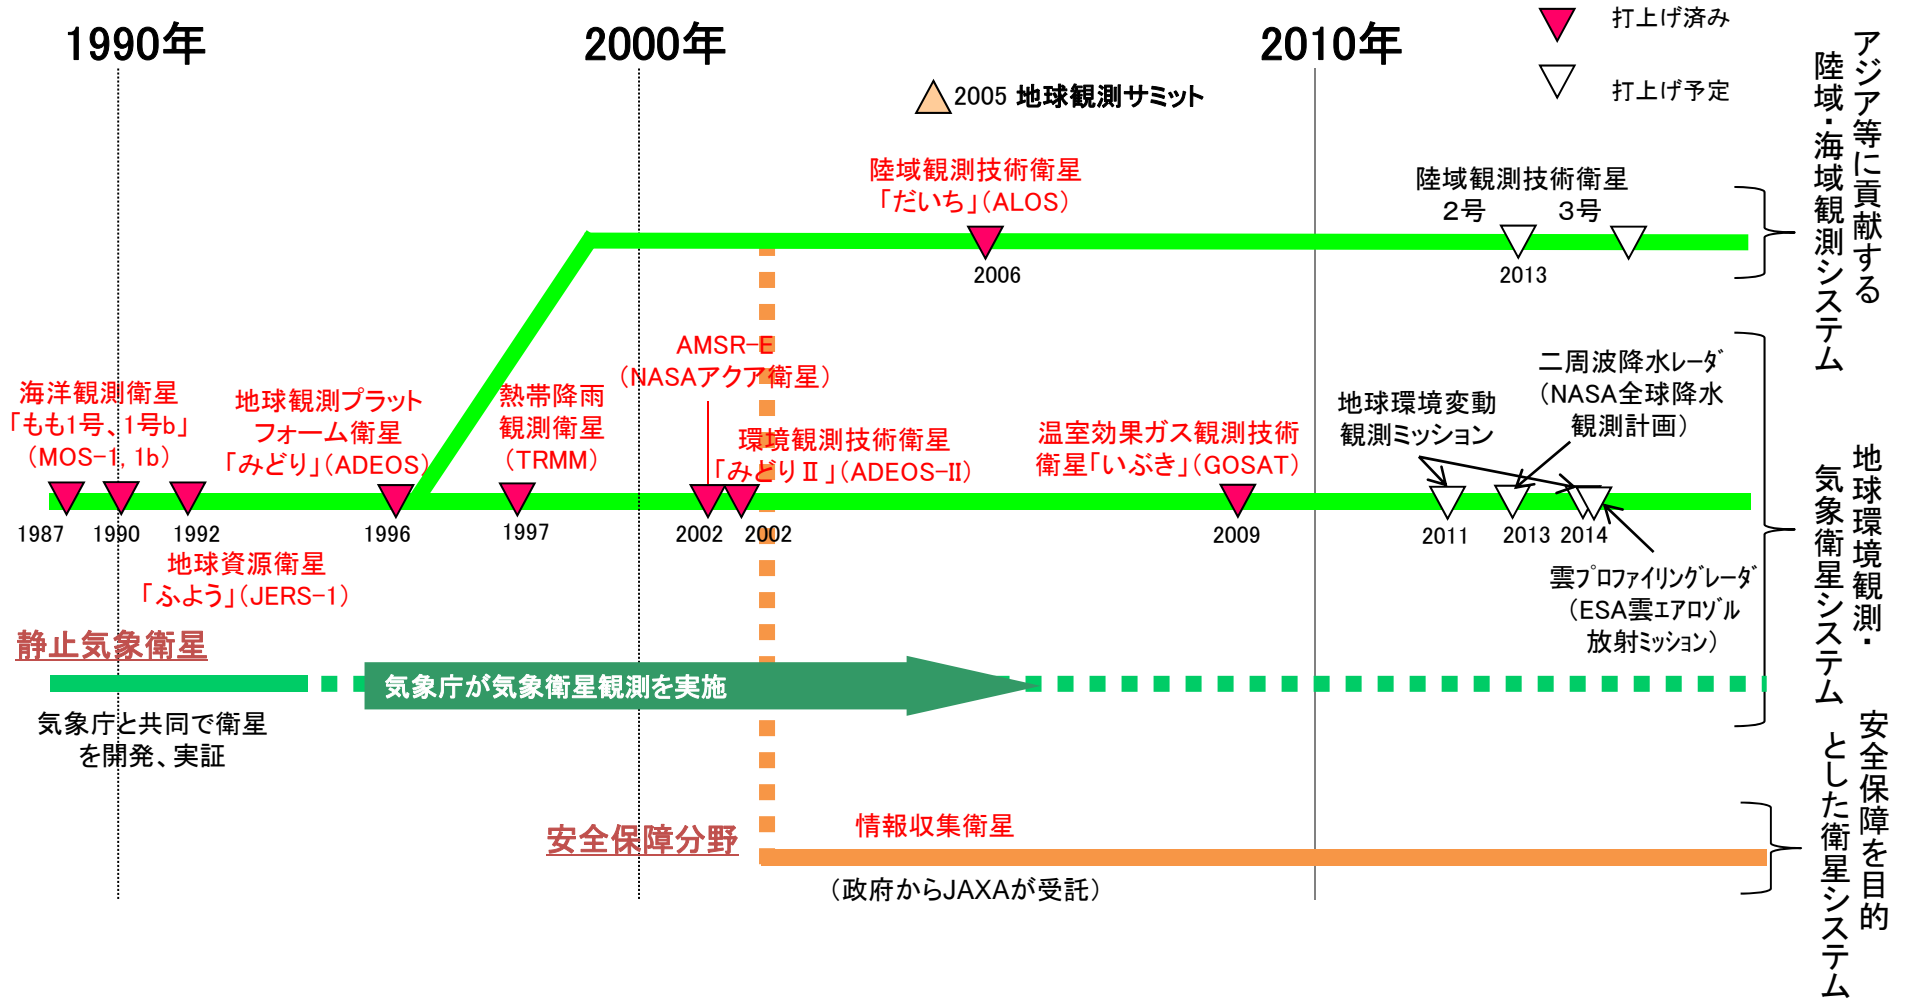 1990年
2000年
2010年
打上げ済み
打上げ予定
2005 地球観測サミット
陸域観測技術衛星
「だいち」(ALOS)
2006
陸域観測技術衛星
2号
3号
2013
アジア等に貢献する
陸域・海域観測システム
海洋観測衛星
「もも1号、1号b」
(MOS-1, 1b)
地球観測プラット
フォーム衛星
「みどり」(ADEOS)
熱帯降雨
観測衛星
(TRMM)
AMSR-E
(NASAアクア衛星)
環境観測技術衛星
「みどりⅡ」(ADEOS-II)
温室効果ガス観測技術
衛星「いぶき」(GOSAT)
地球環境変動
観測ミッション
二周波降水レーダ
(NASA全球降水
観測計画)
1987
1990
1992
1996
1997
2002
2002
2009
2011
2013
2014
地球資源衛星
「ふよう」(JERS-1)
雲プロファイリングレーダ
(ESA雲エアロゾル
放射ミッション)
地球環境観測・
気象衛星システム
静止気象衛星
気象庁が気象衛星観測を実施
気象庁と共同で衛星
を開発、実証
安全保障分野
情報収集衛星
(政府からJAXAが受託)
安全保障を目的
とした衛星システム